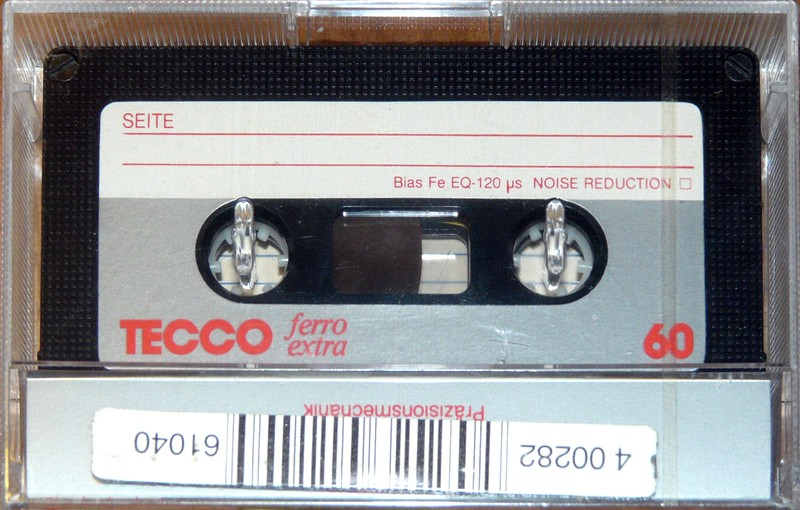 SEITE
Bias Fe EQ-120 µs NOISE REDUCTION
TECCO ferro extra 60
Präzisionsmechanik
4 00282 61040